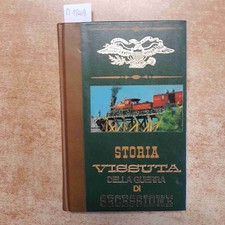 STORIA
VISSUTA
DELLA GUERRA
DI
SECESSIONE